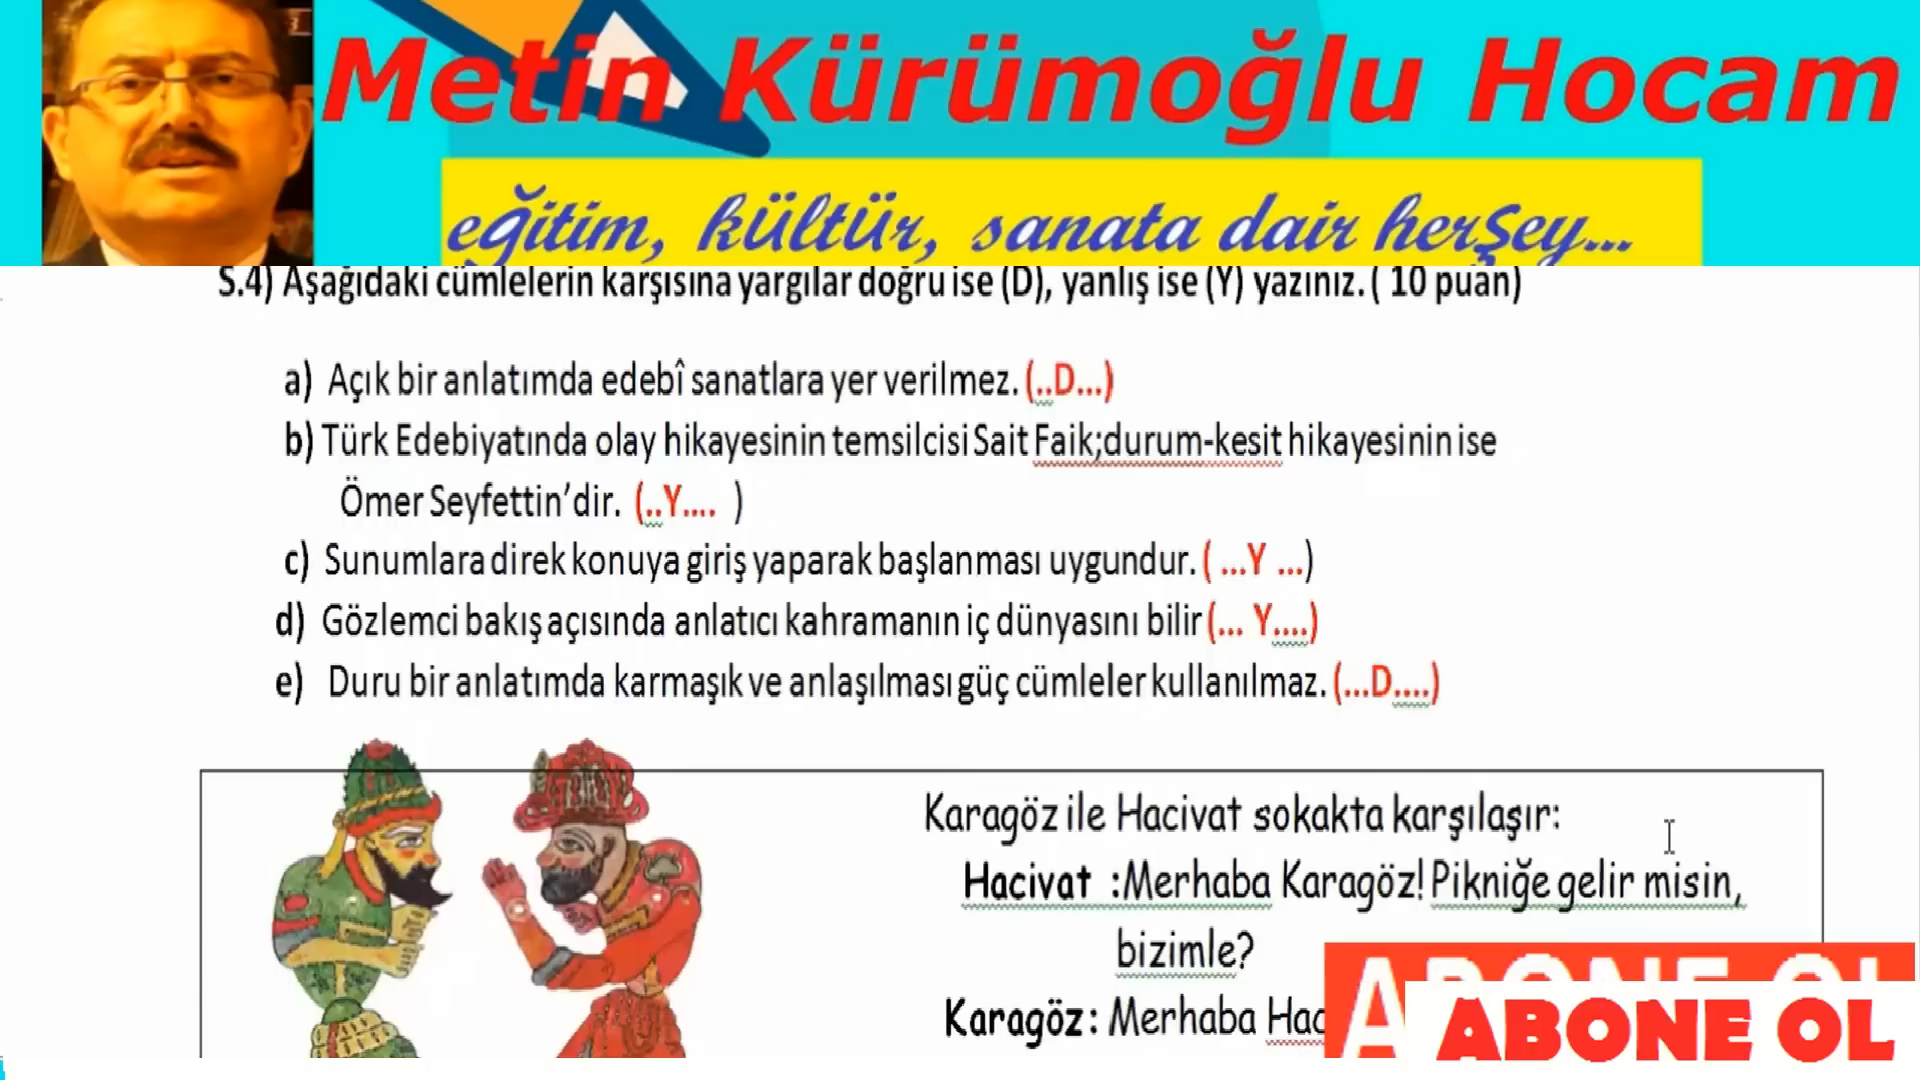 Metin Kürümoğlu Hocam
eğitim, kültür, sanata dair herşey...
S.4) Aşağıdaki cümlelerin karşısına yargılar doğru ise (D), yanlış ise (Y) yazınız. ( 10 puan)
a) Açık bir anlatımda edebî sanatlara yer verilmez. (..D...)
b) Türk Edebiyatında olay hikayesinin temsilcisi Sait Faik;durum-kesit hikayesinin ise
Ömer Seyfettin’dir. (..Y.... )
c) Sunumlara direk konuya giriş yaparak başlanması uygundur. ( ...Y ...)
d) Gözlemci bakış açısında anlatıcı kahramanın iç dünyasını bilir (... Y....)
e) Duru bir anlatımda karmaşık ve anlaşılması güç cümleler kullanılmaz. (...D....)
Karagöz ile Hacivat sokakta karşılaşır:
Hacivat :Merhaba Karagöz! Pikniğe gelir misin,
bizimle?
Karagöz: Merhaba Hac
ABONE OL
ABONE OL